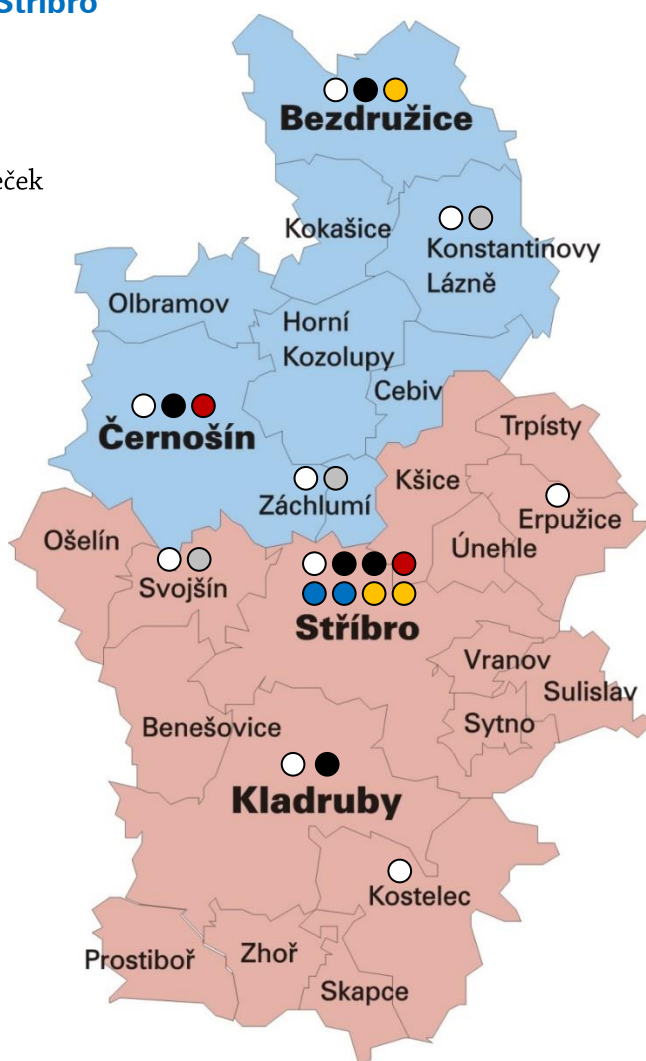 Stříbro
eček
Bezdružice
Kokašice
Konstantinovy
Lázně
Olbramov
Horní
Kozolupy
Cebiv
Černošín
Trpísty
Kšice
Záchlumí
Erpužice
Ošelín
Únehle
Svojšín
Stříbro
Vranov
Sulislav
Benešovice
Sytno
Kladruby
Kostelec
Prostiboř
Zhoř
Skapce